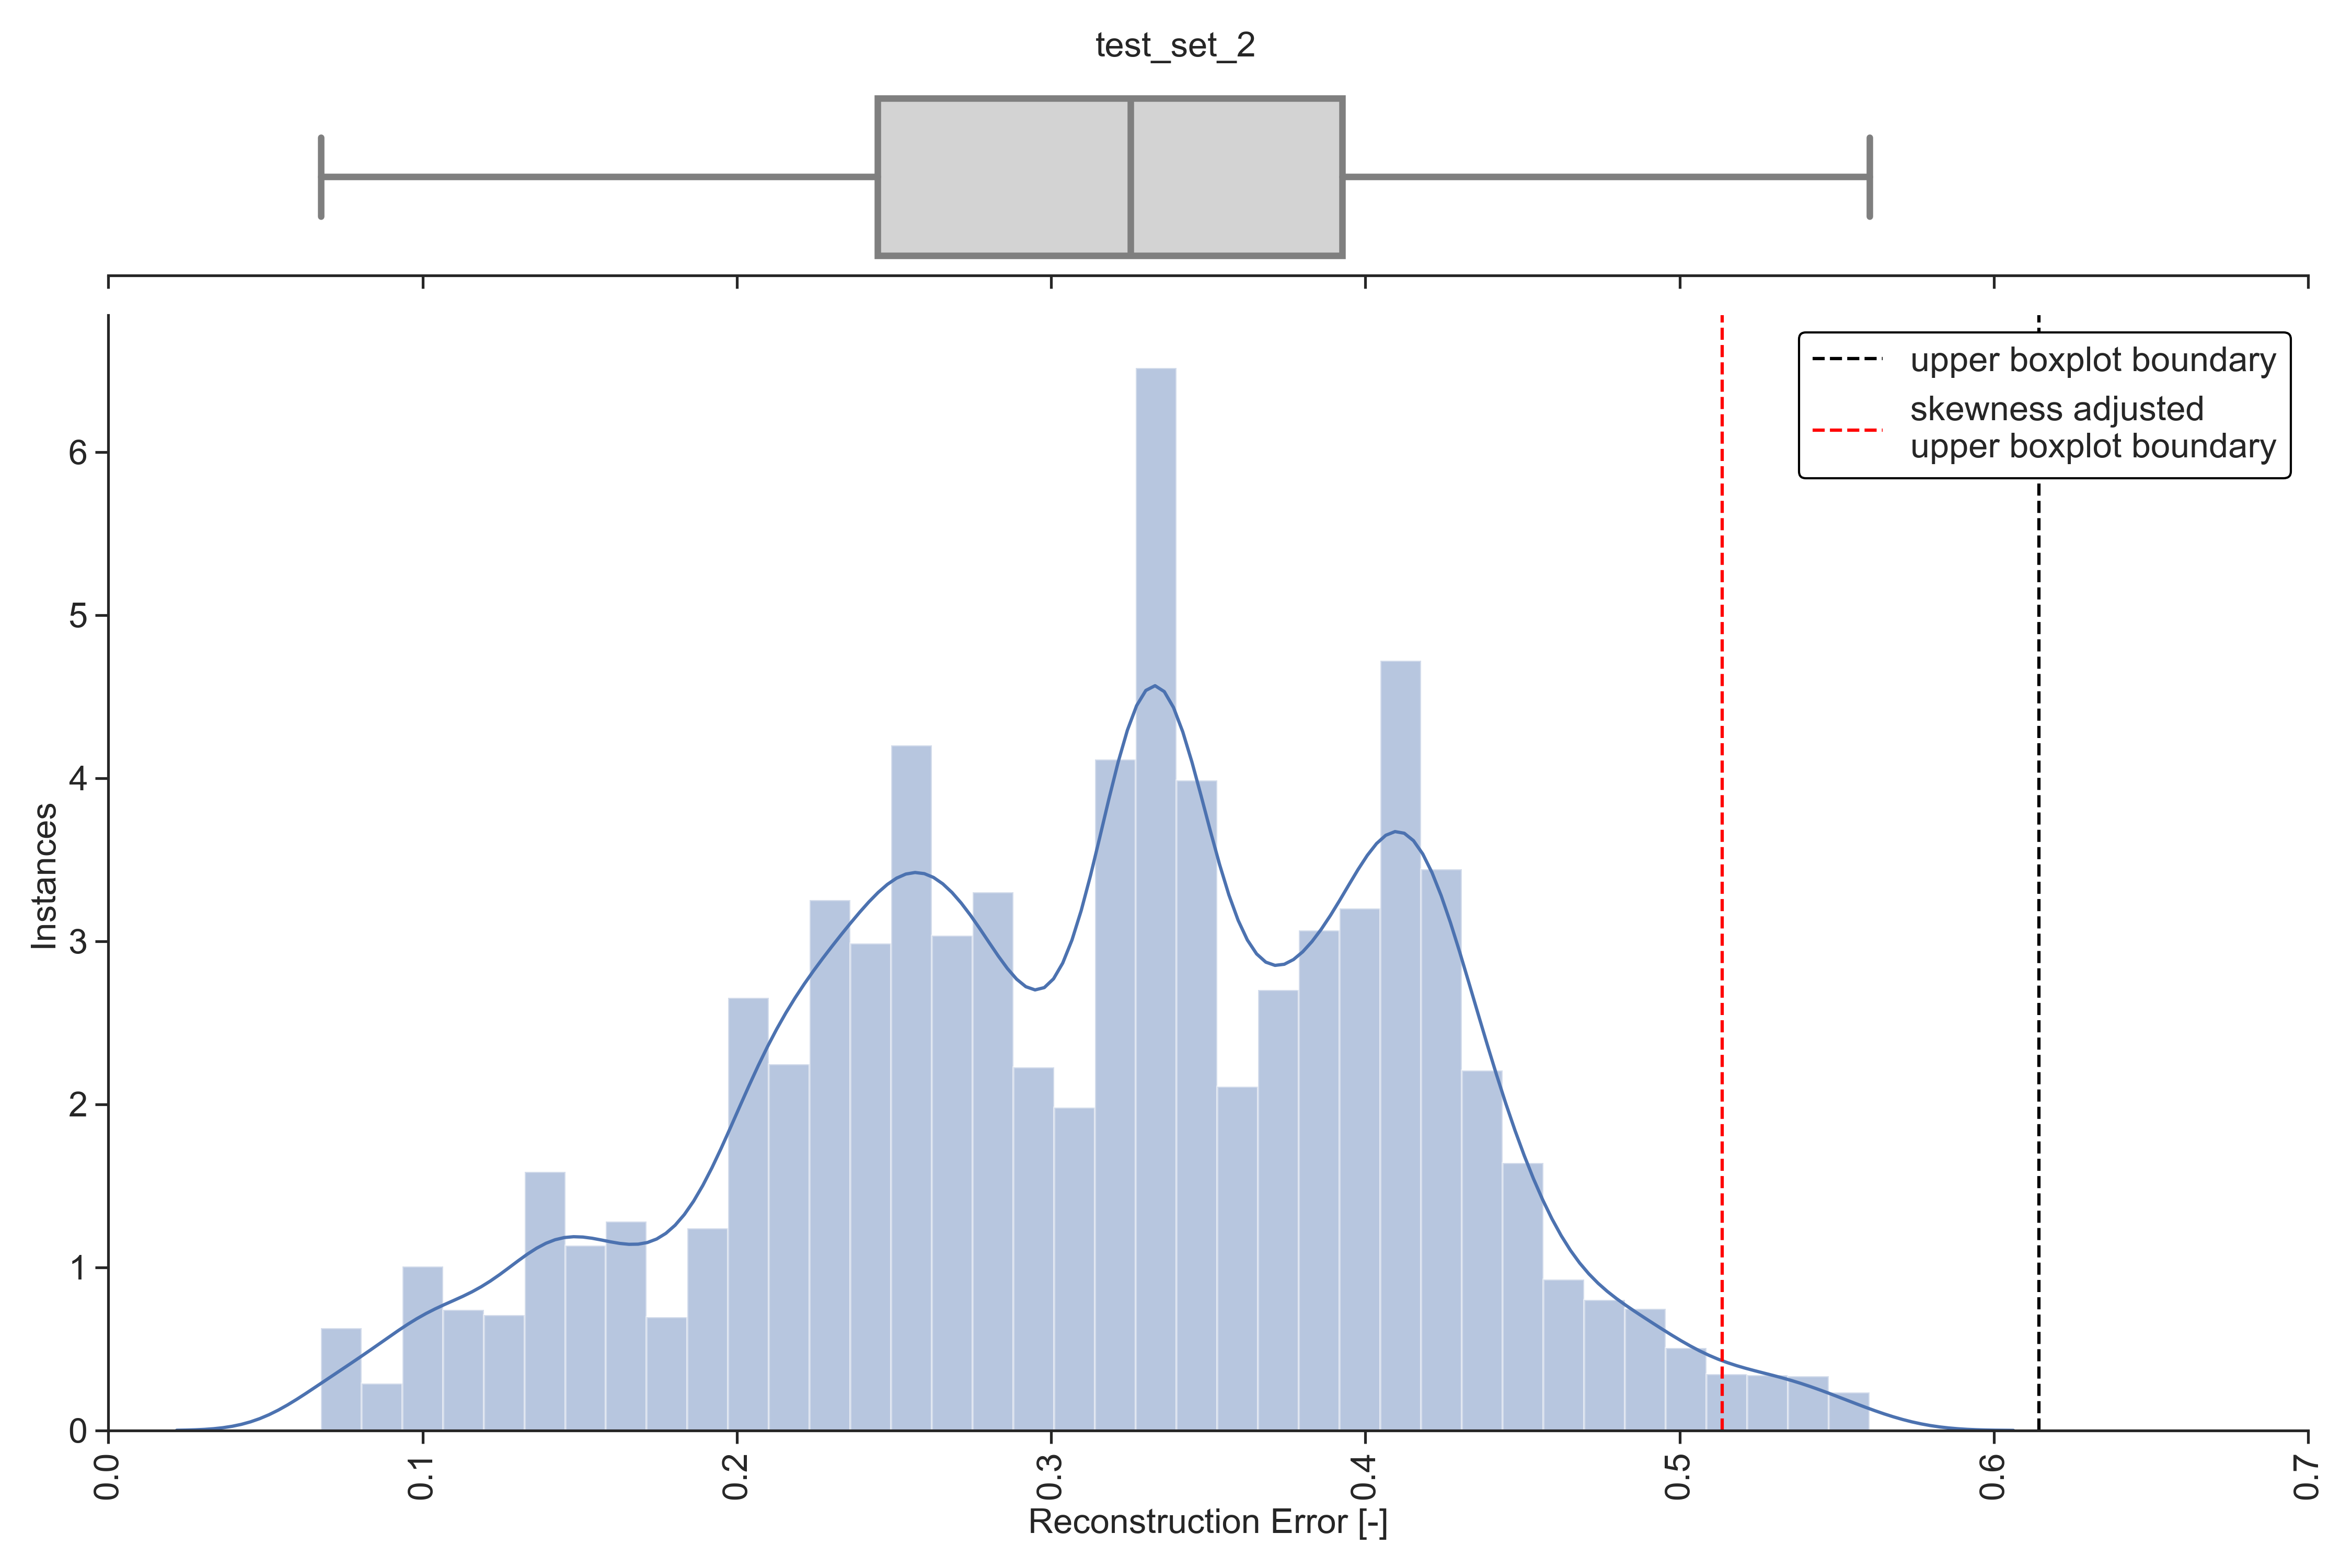 test_set_2
upper boxplot boundary
skewness adjusted
upper boxplot boundary
6
5
4
3
2
1
0
Instances
0.0
0.1
0.2
0.3
0.4
0.5
0.6
0.7
Reconstruction Error [-]